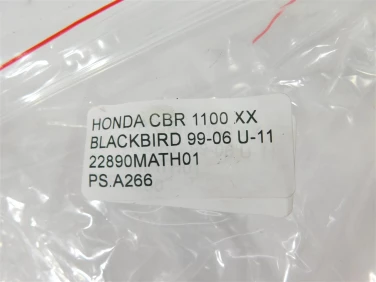 HONDA CBR 1100 XX
BLACKBIRD 99-06 U-11
22890MATH01
PS.A266